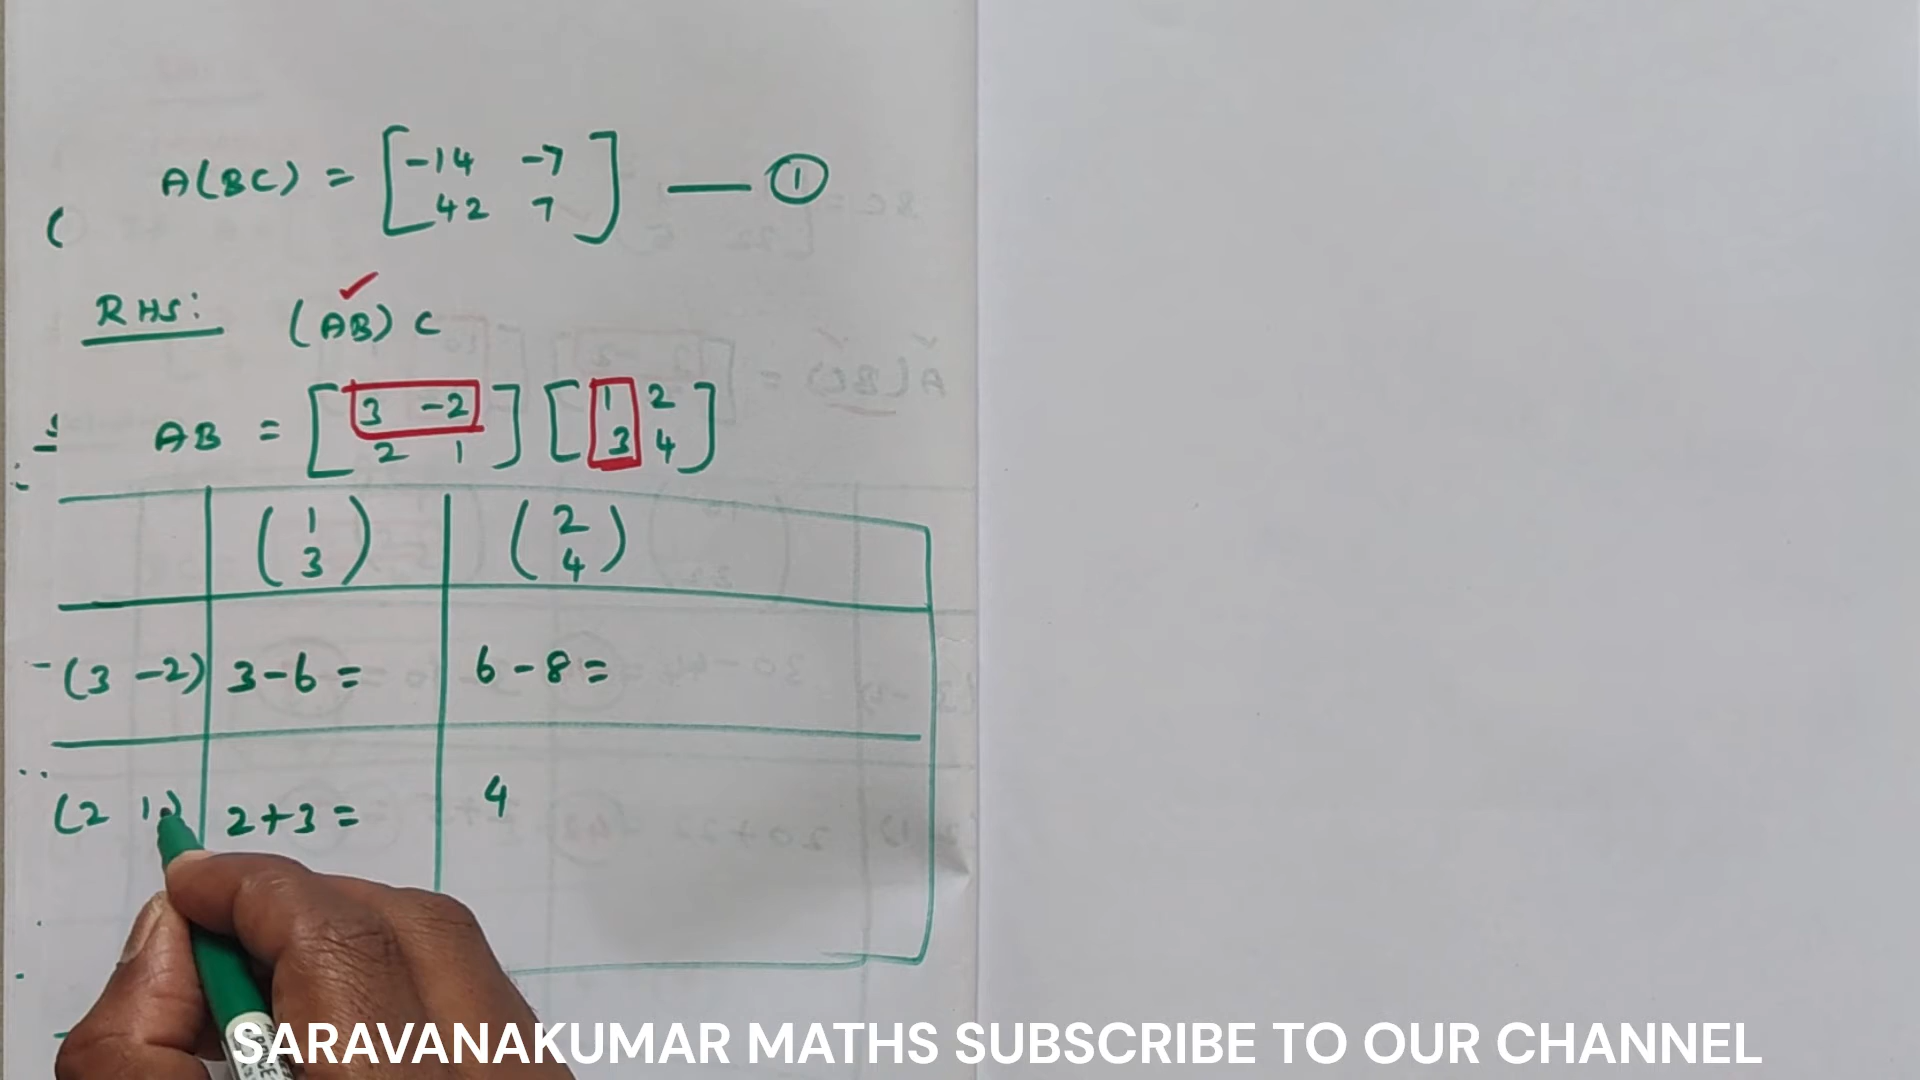 A(BC) = [-14 -7
42 7] — ①
RHS: (AB) C
AB = [3 -2
2 1] [1 2
3 4]
(1
3) (2
4)
(3 -2) 3-6= 6-8=
(2 1) 2+3= 4
SARAVANAKUMAR MATHS SUBSCRIBE TO OUR CHANNEL